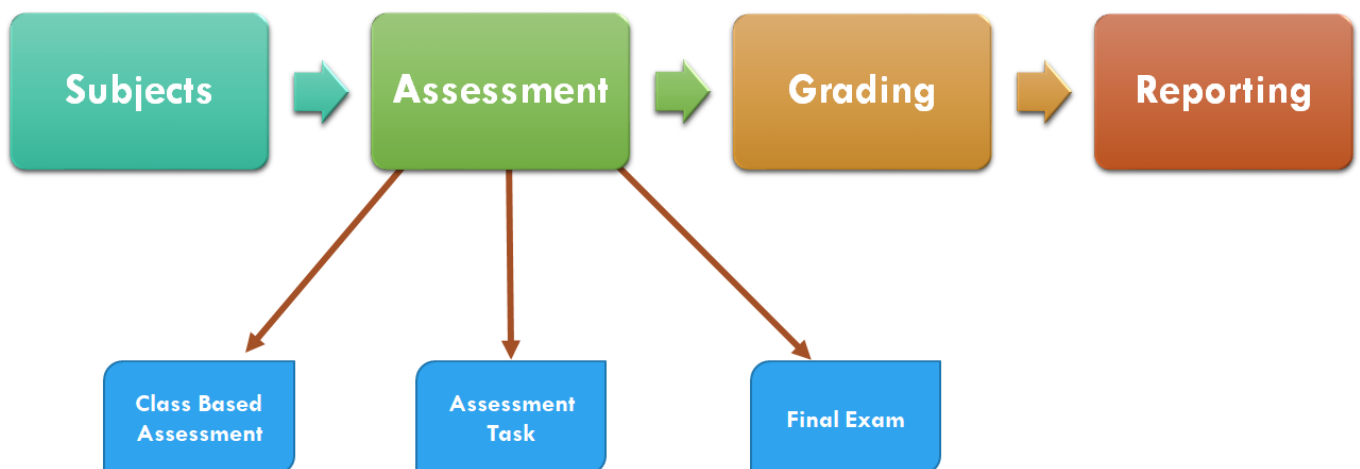 Subjects
Assessment
Grading
Reporting
Class Based
Assessment
Assessment
Task
Final Exam